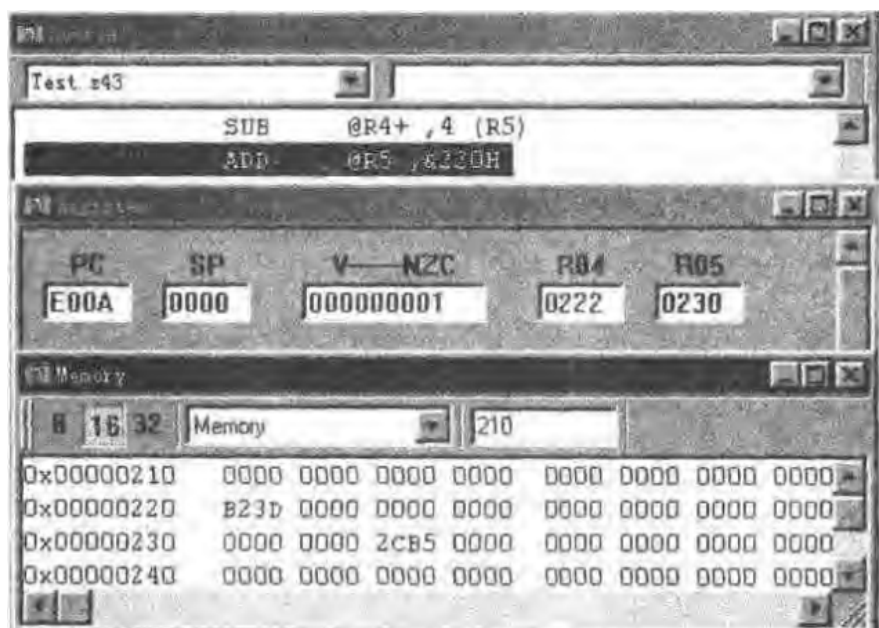 Test s43
SUB @R4+ ,4 (R5)
ADD @R5 ,&230H
Register
PC SP V——NZC R04 R05
E00A 0000 000000001 0222 0230
Memory
8 16 32 Memory 210
0x00000210 0000 0000 0000 0000 0000 0000 0000 0000
0x00000220 B23D 0000 0000 0000 0000 0000 0000 0000
0x00000230 0000 0000 2CB5 0000 0000 0000 0000 0000
0x00000240 0000 0000 0000 0000 0000 0000 0000 0000